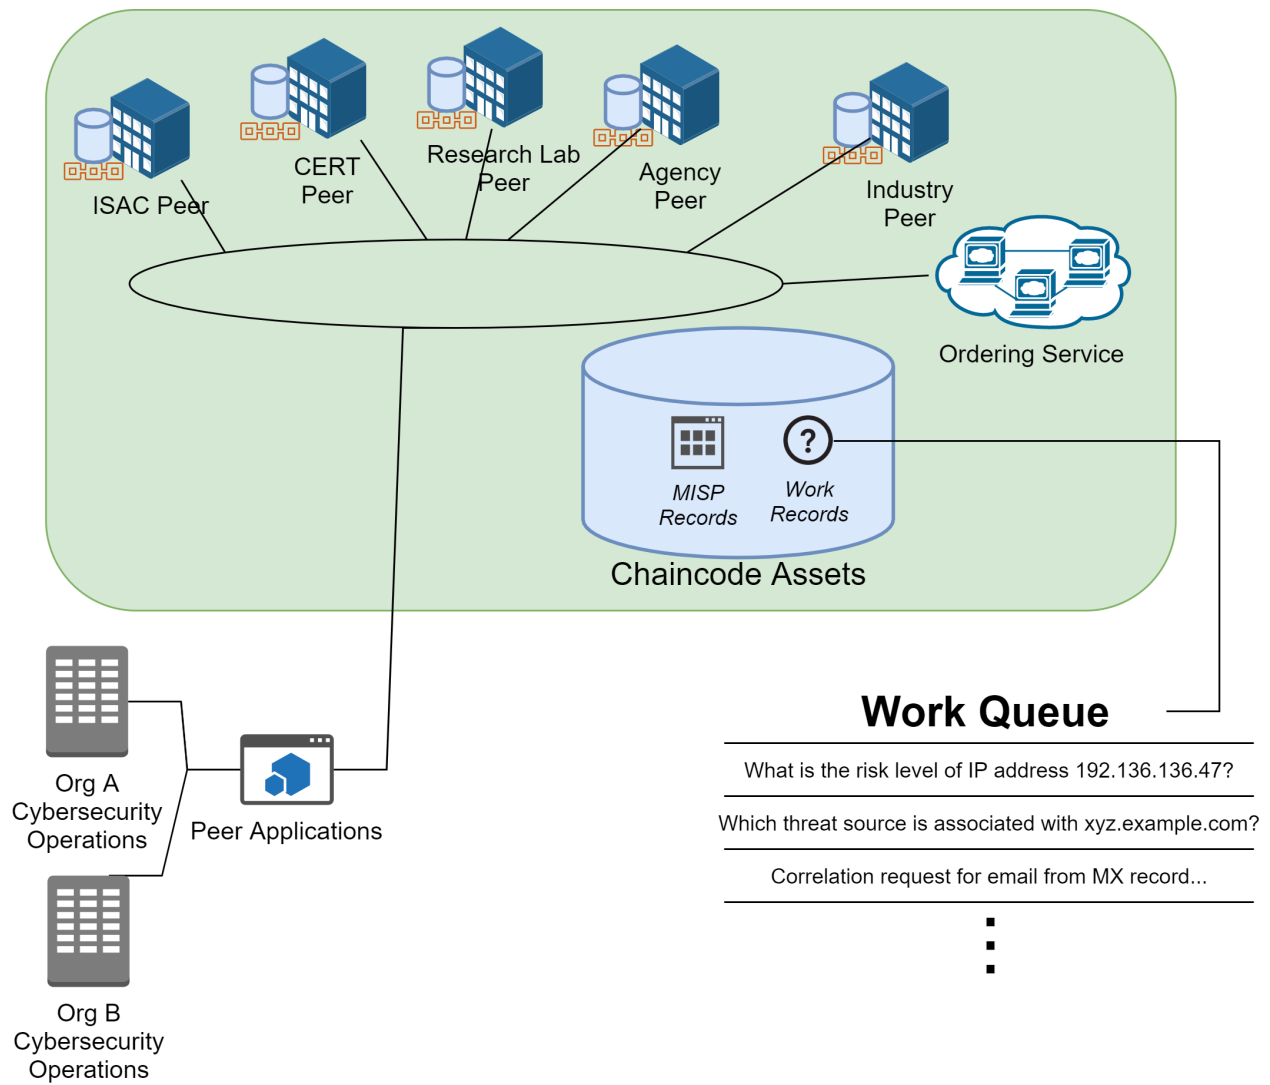 ISAC Peer
CERT
Peer
Research Lab
Peer
Agency
Peer
Industry
Peer
Ordering Service
?
MISP
Records
Work
Records
Chaincode Assets
Org A
Cybersecurity
Operations
Peer Applications
Org B
Cybersecurity
Operations
Work Queue
What is the risk level of IP address 192.136.136.47?
Which threat source is associated with xyz.example.com?
Correlation request for email from MX record...